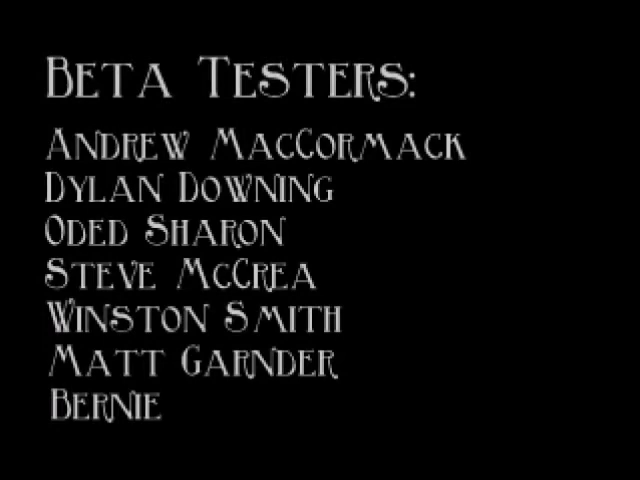 Beta Testers:
Andrew MacCormack
Dylan Downing
Oded Sharon
Steve McCrea
Winston Smith
Matt Garnder
Bernie